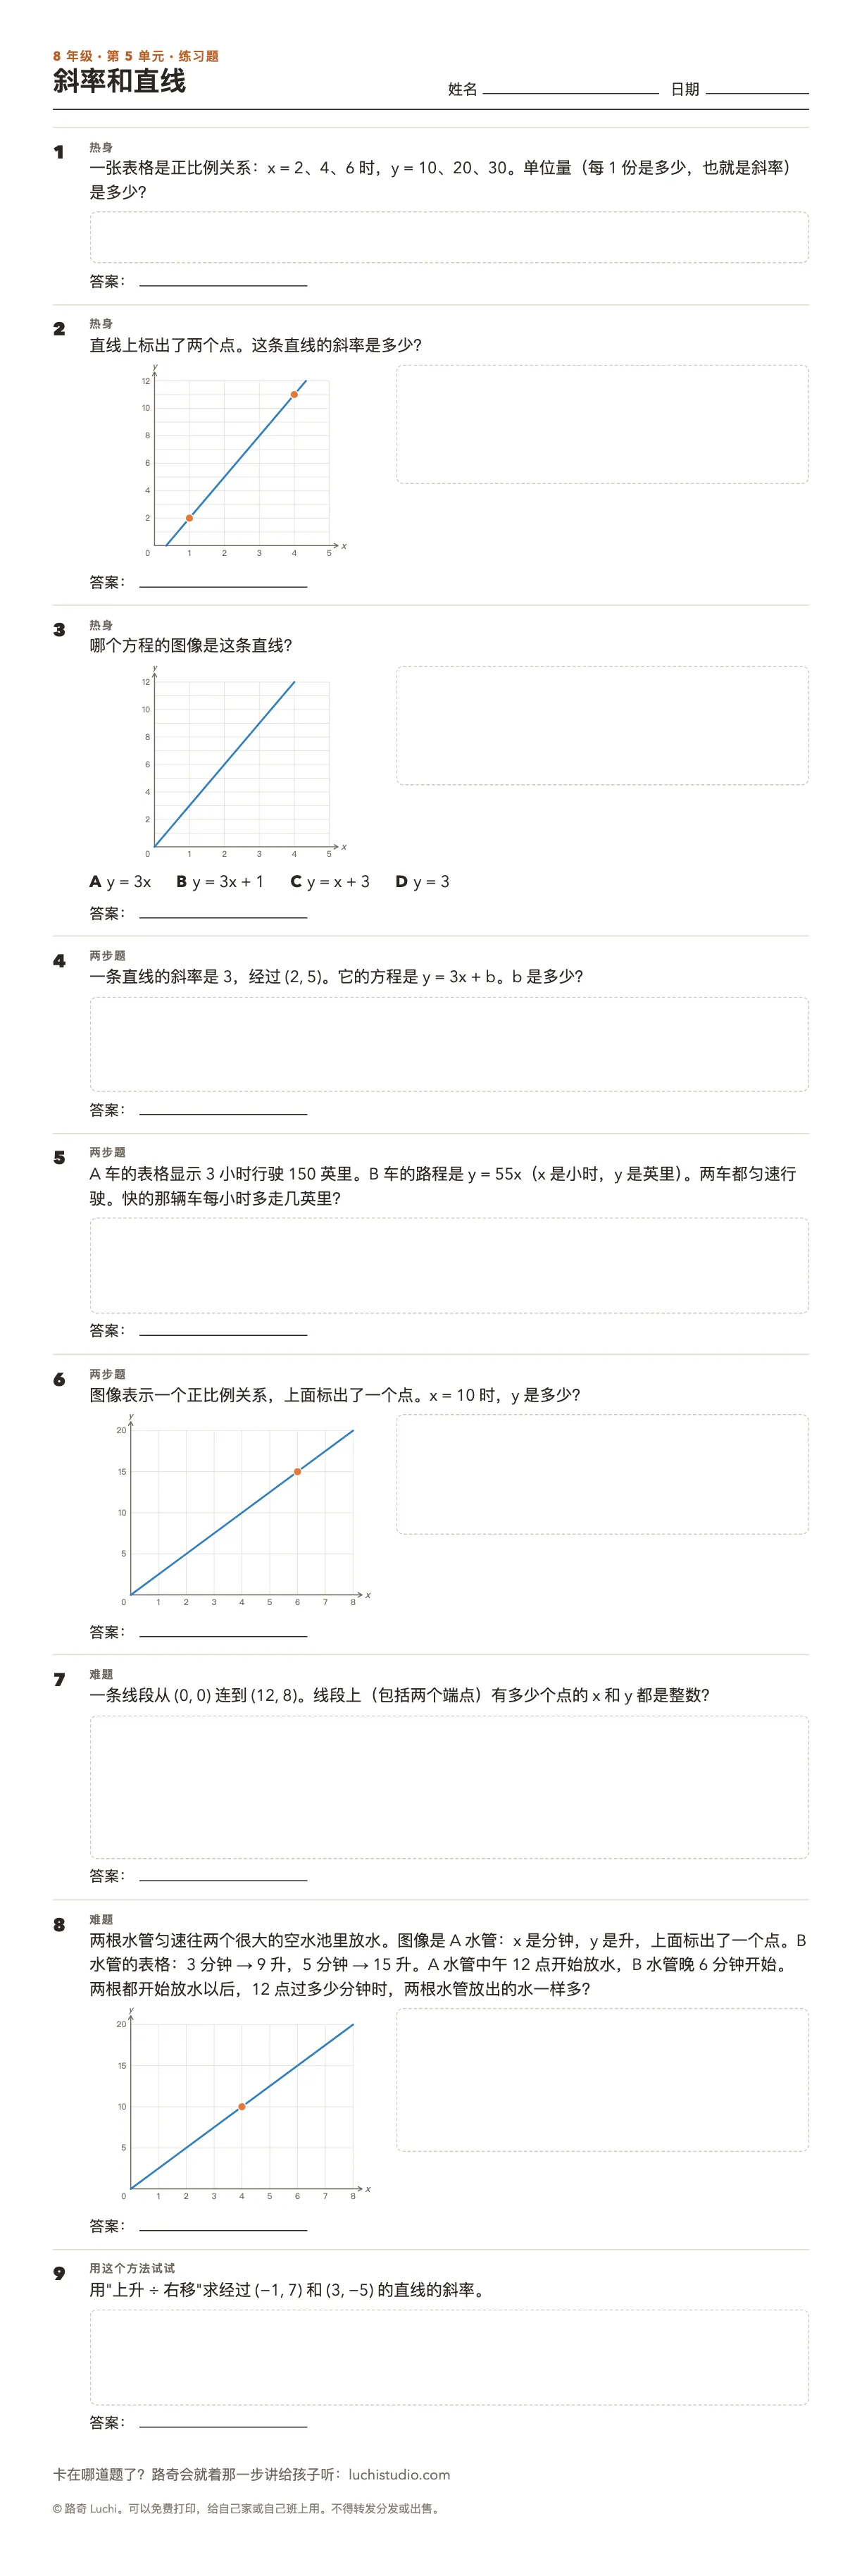 8 年级 · 第 5 单元 · 练习题
斜率和直线
姓名 日期
1
热身
一张表格是正比例关系：x = 2、4、6 时，y = 10、20、30。单位量（每 1 份是多少，也就是斜率）
是多少？
答案：
2
热身
直线上标出了两个点。这条直线的斜率是多少？
y
12
10
8
6
4
2
0 1 2 3 4 5 x
答案：
3
热身
哪个方程的图像是这条直线？
y
12
10
8
6
4
2
0 1 2 3 4 5 x
A y = 3x B y = 3x + 1 C y = x + 3 D y = 3
答案：
4
两步题
一条直线的斜率是 3，经过 (2, 5)。它的方程是 y = 3x + b。b 是多少？
答案：
5
两步题
A 车的表格显示 3 小时行驶 150 英里。B 车的路程是 y = 55x（x 是小时，y 是英里）。两车都匀速行
驶。快的那辆车每小时多走几英里？
答案：
6
两步题
图像表示一个正比例关系，上面标出了一个点。x = 10 时，y 是多少？
y
20
15
10
5
0 1 2 3 4 5 6 7 8 x
答案：
7
难题
一条线段从 (0, 0) 连到 (12, 8)。线段上（包括两个端点）有多少个点的 x 和 y 都是整数？
答案：
8
难题
两根水管匀速往两个很大的空水池里放水。图像是 A 水管：x 是分钟，y 是升，上面标出了一个点。B
水管的表格：3 分钟 → 9 升，5 分钟 → 15 升。A 水管中午 12 点开始放水，B 水管晚 6 分钟开始。
两根都开始放水以后，12 点过多少分钟时，两根水管放出的水一样多？
y
20
15
10
5
0 1 2 3 4 5 6 7 8 x
答案：
9
用这个方法试试
用"上升 ÷ 右移"求经过 (−1, 7) 和 (3, −5) 的直线的斜率。
答案：
卡在哪道题了？路奇会就着那一步讲给孩子听：luchistudio.com
© 路奇 Luchi。可以免费打印，给自己家或自己班上用。不得转发分发或出售。